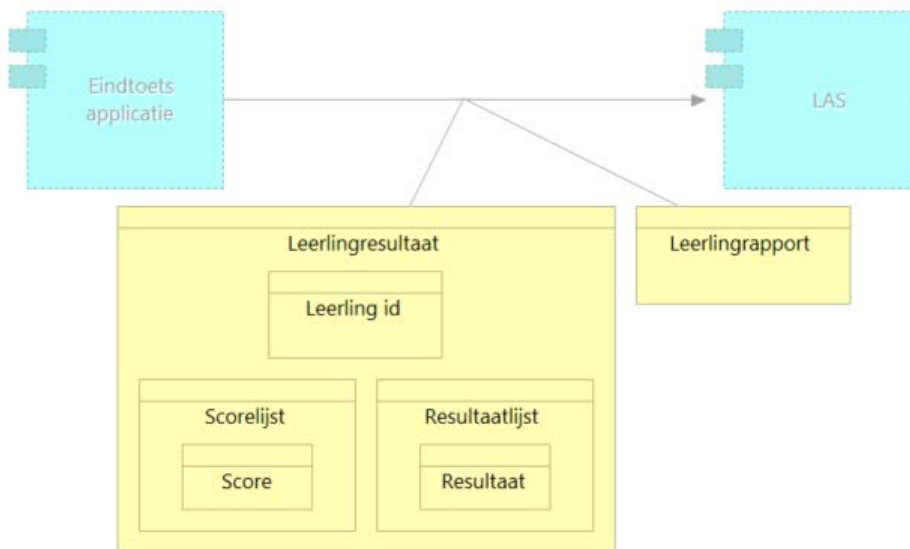 Eindtoets
applicatie
LAS
Leerlingresultaat
Leerlingrapport
Leerling id
Scorelijst
Resultaatlijst
Score
Resultaat